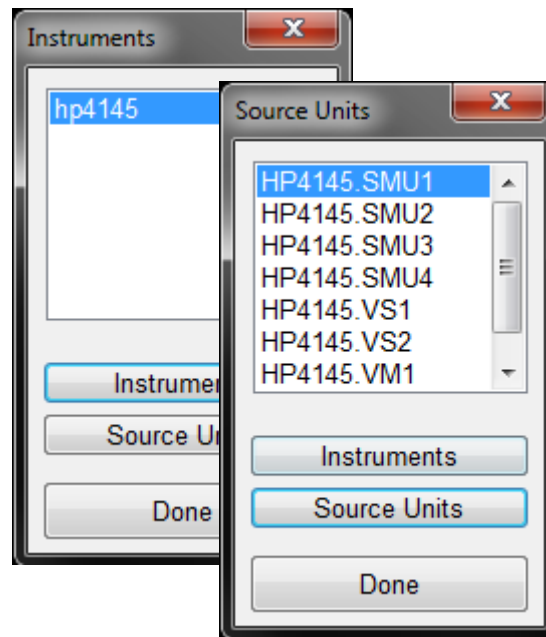 Instruments
hp4145
Source Units
HP4145.SMU1
HP4145.SMU2
HP4145.SMU3
HP4145.SMU4
HP4145.VS1
HP4145.VS2
HP4145.VM1
Instrumen
Source Un
Done
Instruments
Source Units
Done